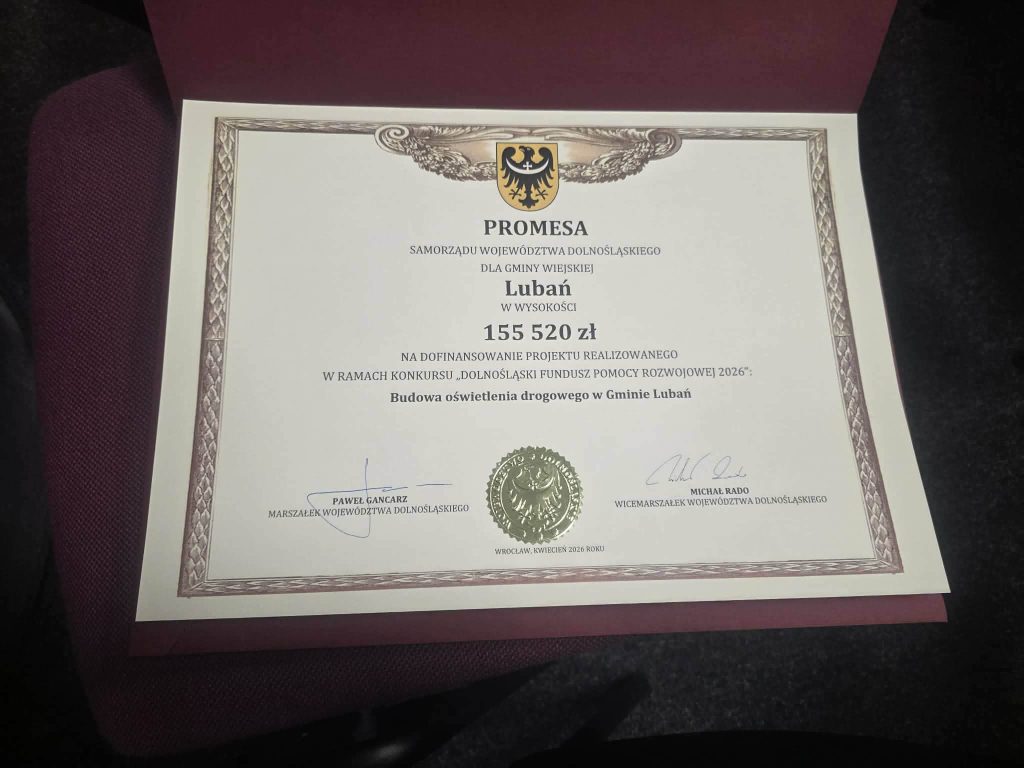 PROMESA
SAMORZĄDU WOJEWÓDZTWA DOLNOŚLĄSKIEGO
DLA GMINY WIEJSKIEJ
Lubań
W WYSOKOŚCI
155 520 zł
NA DOFINANSOWANIE PROJEKTU REALIZOWANEGO
W RAMACH KONKURSU „DOLNOŚLĄSKI FUNDUSZ POMOCY ROZWOJOWEJ 2026”:
Budowa oświetlenia drogowego w Gminie Lubań
PAWEŁ GANCARZ
MARSZAŁEK WOJEWÓDZTWA DOLNOŚLĄSKIEGO
MICHAŁ RADO
WICEMARSZAŁEK WOJEWÓDZTWA DOLNOŚLĄSKIEGO
WROCŁAW, KWIECIEŃ 2026 ROKU